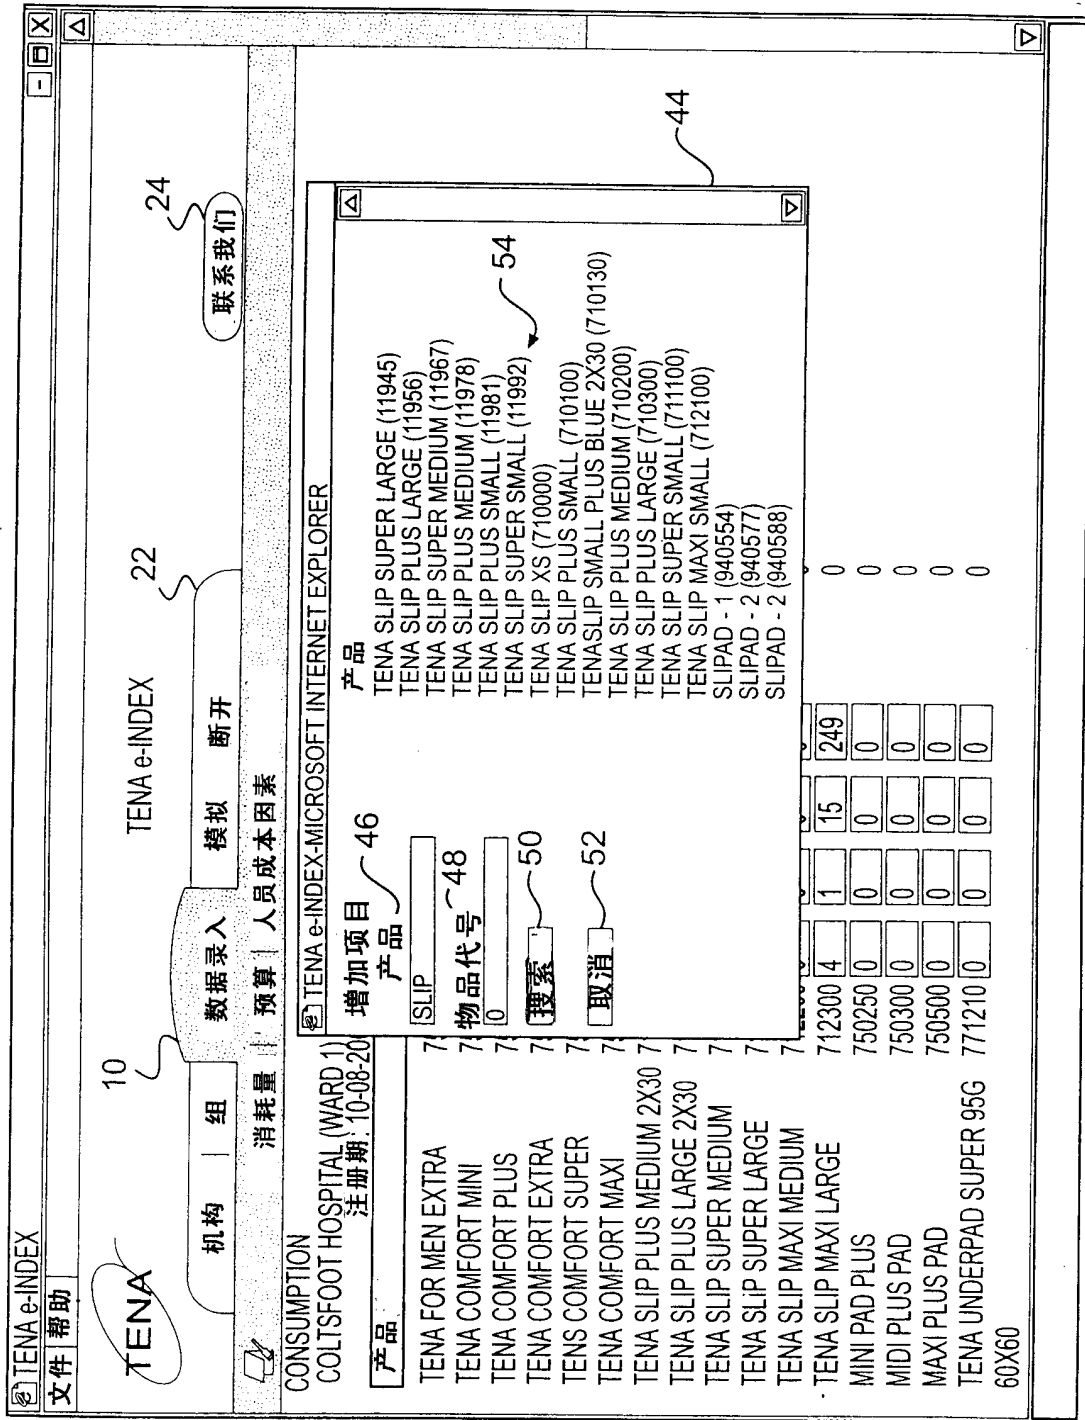 TENA e-INDEX
文件 帮助
TENA
TENA e-INDEX
10
22
24
机构 | 组 数据录入 模拟 断开
联系我们
消耗量 | 预算 | 人员成本因素
CONSUMPTION
COLTSFOOT HOSPITAL (WARD 1)
注册期: 10-08-20
产品
TENA FOR MEN EXTRA
TENA COMFORT MINI
TENA COMFORT PLUS
TENA COMFORT EXTRA
TENS COMFORT SUPER
TENA COMFORT MAXI
TENA SLIP PLUS MEDIUM 2X30
TENA SLIP PLUS LARGE 2X30
TENA SLIP SUPER MEDIUM
TENA SLIP SUPER LARGE
TENA SLIP MAXI MEDIUM
TENA SLIP MAXI LARGE 712300 4 1 15 249 0
MINI PAD PLUS 750250 0 0 0 0 0
MIDI PLUS PAD 750300 0 0 0 0 0
MAXI PLUS PAD 750500 0 0 0 0 0
TENA UNDERPAD SUPER 95G 771210 0 0 0 0 0
60X60
TENA e-INDEX-MICROSOFT INTERNET EXPLORER
增加项目
产品
46
SLIP
物品代号
48
0
搜索
50
取消
52
产品
TENA SLIP SUPER LARGE (11945)
TENA SLIP PLUS LARGE (11956)
TENA SLIP SUPER MEDIUM (11967)
TENA SLIP PLUS MEDIUM (11978)
TENA SLIP PLUS SMALL (11981)
TENA SLIP SUPER SMALL (11992)
TENA SLIP XS (710000)
TENA SLIP PLUS SMALL (710100)
TENASLIP SMALL PLUS BLUE 2X30 (710130)
TENA SLIP PLUS MEDIUM (710200)
TENA SLIP PLUS LARGE (710300)
TENA SLIP SUPER SMALL (711100)
TENA SLIP MAXI SMALL (712100)
SLIPAD - 1 (940554)
SLIPAD - 2 (940577)
SLIPAD - 2 (940588)
54
44